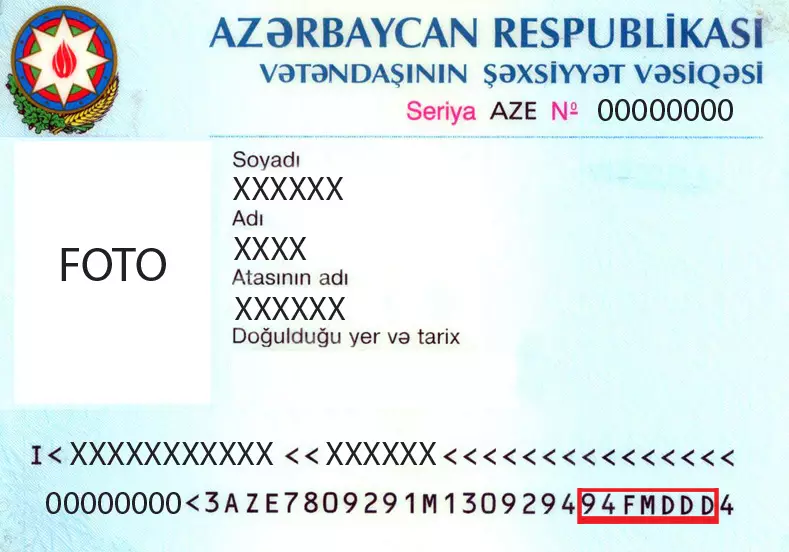 AZƏRBAYCAN RESPUBLİKASI
VƏTƏNDAŞININ ŞƏXSİYYƏT VƏSİQƏSİ
Seriya AZE № 00000000
Soyadı
XXXXXX
Adı
XXXX
FOTO
Atasının adı
XXXXXX
Doğulduğu yer və tarix
I< XXXXXXXXXXX << XXXXXX<<<<<<<<<<<<<<<
00000000<3AZE7809291M130929494FMDDD4